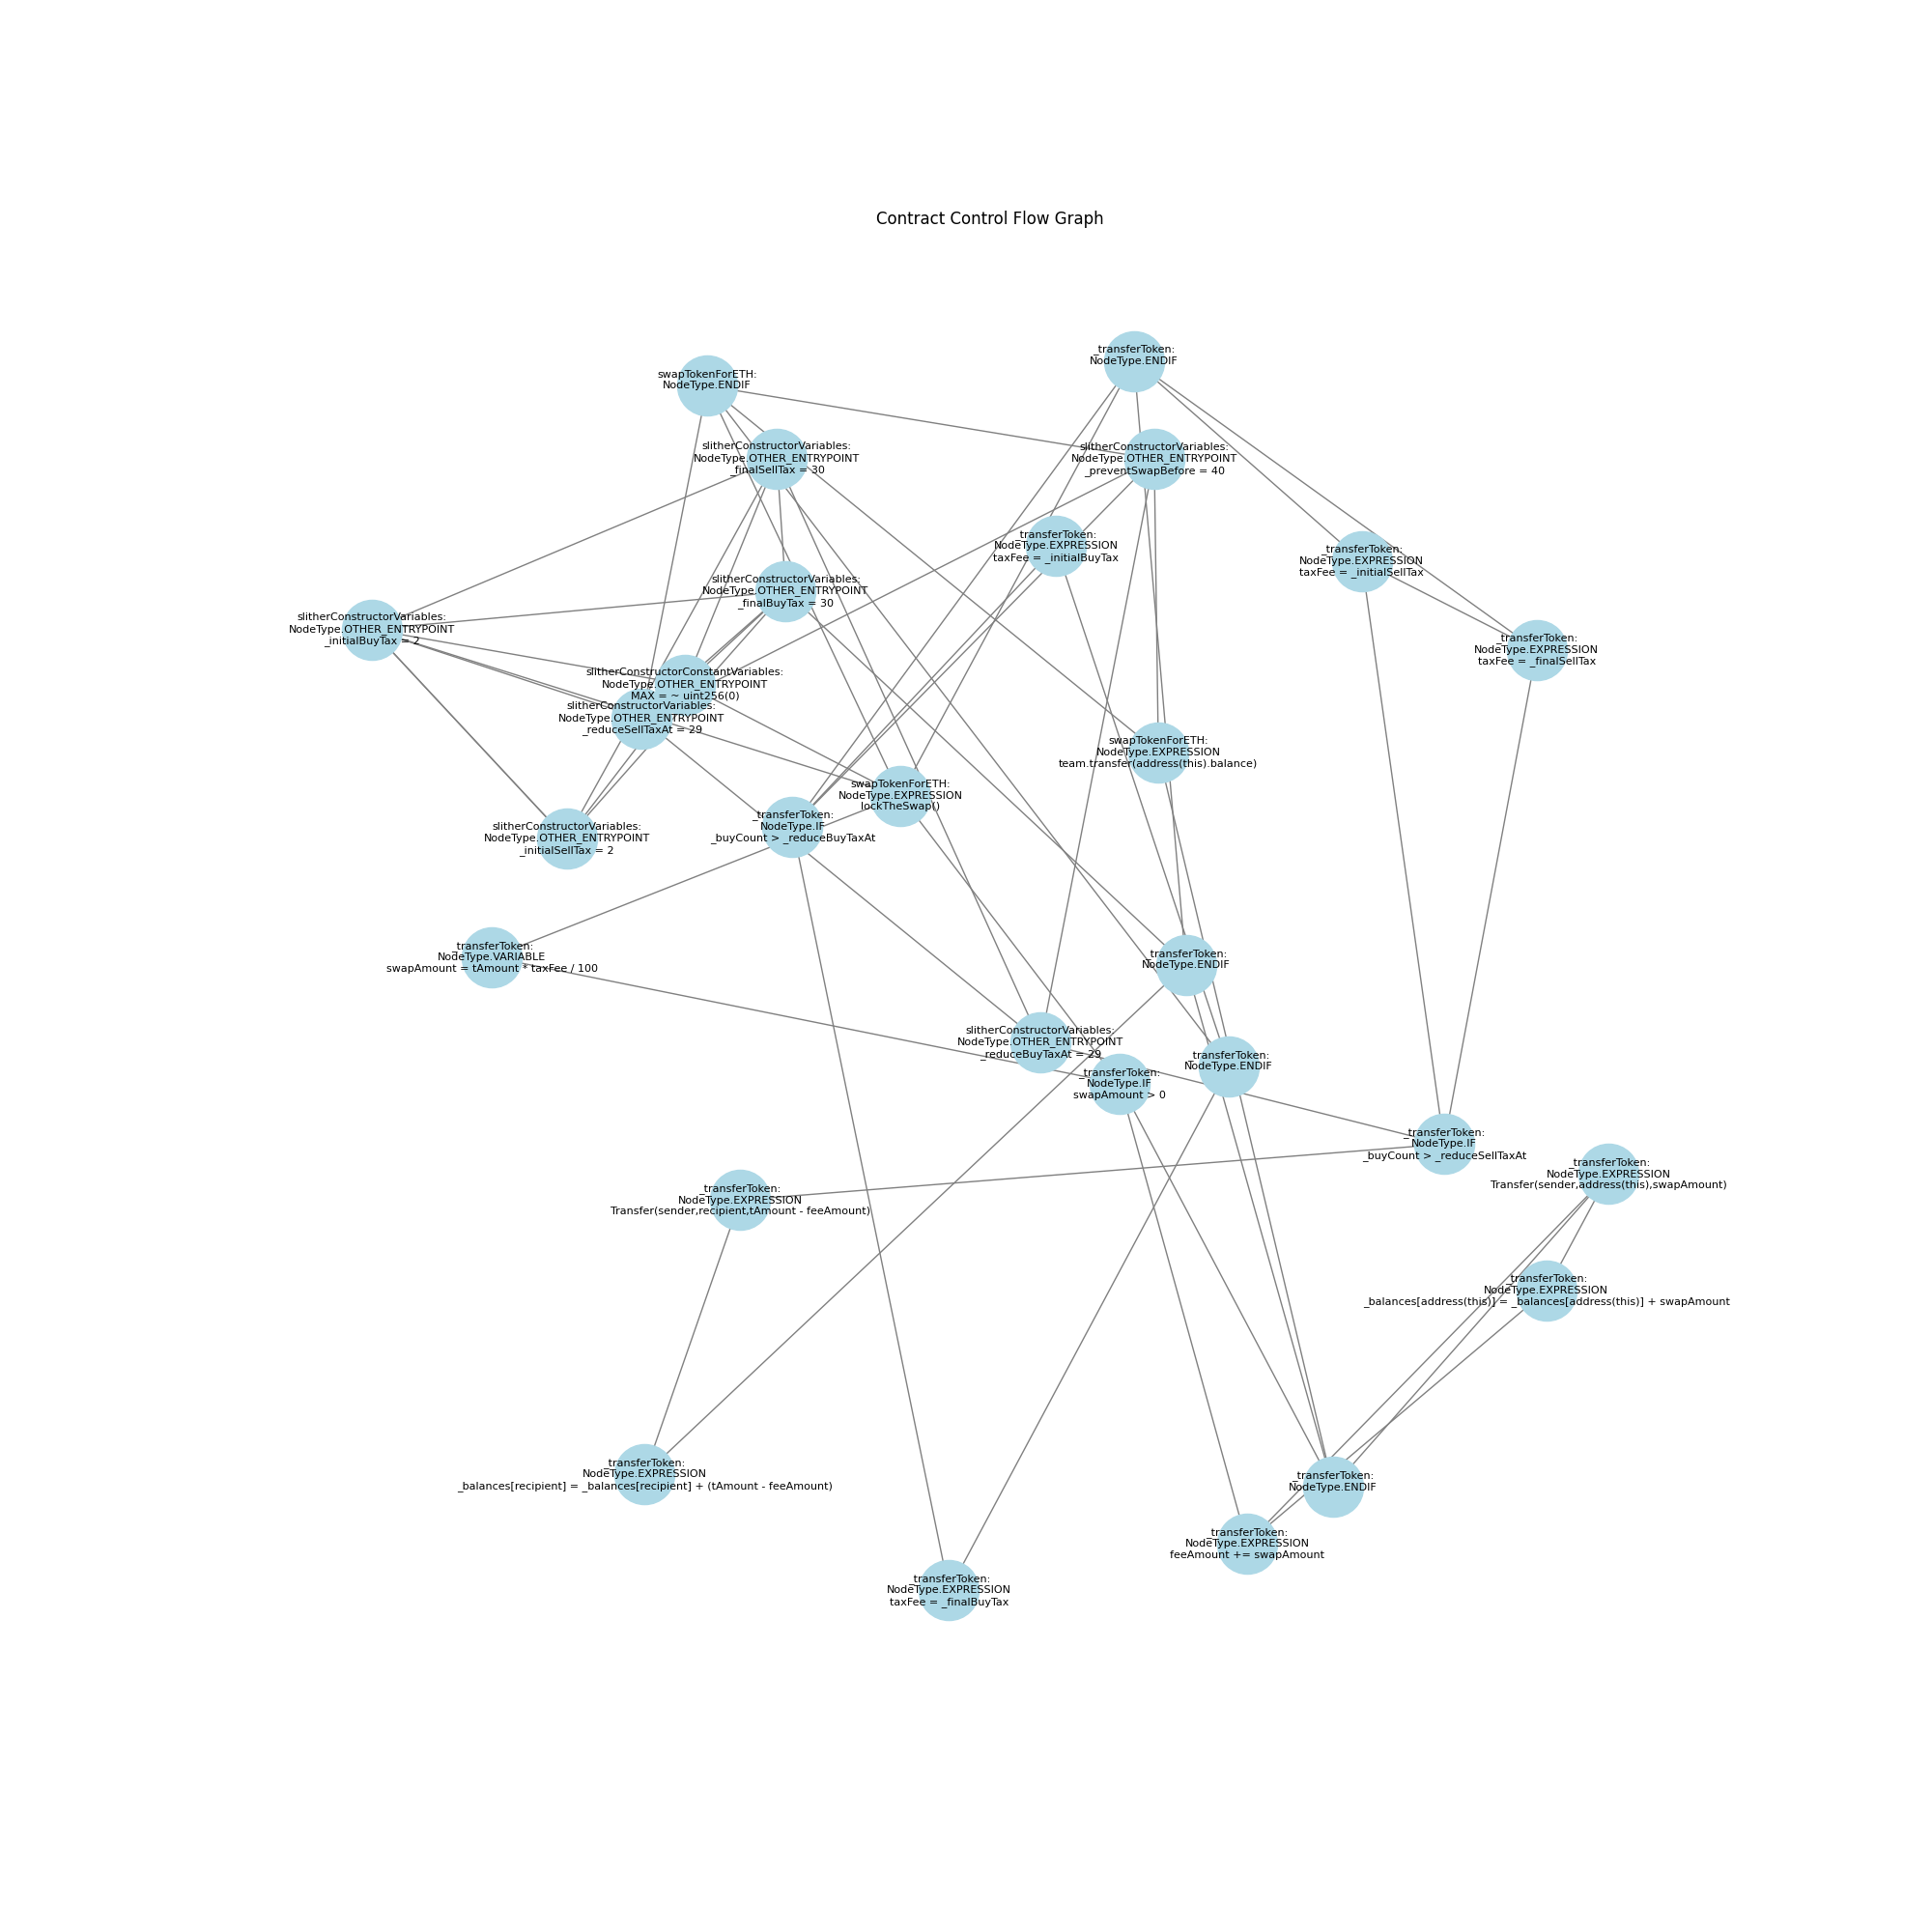 Contract Control Flow Graph
_transferToken:
NodeType.ENDIF
swapTokenForETH:
NodeType.ENDIF
slitherConstructorVariables:
NodeType.OTHER_ENTRYPOINT
_finalSellTax = 30
slitherConstructorVariables:
NodeType.OTHER_ENTRYPOINT
_preventSwapBefore = 40
_transferToken:
NodeType.EXPRESSION
taxFee = _initialBuyTax
_transferToken:
NodeType.EXPRESSION
taxFee = _initialSellTax
slitherConstructorVariables:
NodeType.OTHER_ENTRYPOINT
_finalBuyTax = 30
slitherConstructorVariables:
NodeType.OTHER_ENTRYPOINT
_initialBuyTax = 2
_transferToken:
NodeType.EXPRESSION
taxFee = _finalSellTax
slitherConstructorConstantVariables:
NodeType.OTHER_ENTRYPOINT
MAX = ~ uint256(0)
slitherConstructorVariables:
NodeType.OTHER_ENTRYPOINT
_reduceSellTaxAt = 29
swapTokenForETH:
NodeType.EXPRESSION
team.transfer(address(this).balance)
swapTokenForETH:
NodeType.EXPRESSION
lockTheSwap()
_transferToken:
NodeType.IF
_buyCount > _reduceBuyTaxAt
slitherConstructorVariables:
NodeType.OTHER_ENTRYPOINT
_initialSellTax = 2
_transferToken:
NodeType.VARIABLE
swapAmount = tAmount * taxFee / 100
_transferToken:
NodeType.ENDIF
slitherConstructorVariables:
NodeType.OTHER_ENTRYPOINT
_reduceBuyTaxAt = 29
_transferToken:
NodeType.ENDIF
_transferToken:
NodeType.IF
swapAmount > 0
_transferToken:
NodeType.IF
_buyCount > _reduceSellTaxAt
_transferToken:
NodeType.EXPRESSION
Transfer(sender,address(this),swapAmount)
_transferToken:
NodeType.EXPRESSION
Transfer(sender,recipient,tAmount - feeAmount)
_transferToken:
NodeType.EXPRESSION
_balances[address(this)] = _balances[address(this)] + swapAmount
_transferToken:
NodeType.EXPRESSION
_balances[recipient] = _balances[recipient] + (tAmount - feeAmount)
_transferToken:
NodeType.ENDIF
_transferToken:
NodeType.EXPRESSION
feeAmount += swapAmount
_transferToken:
NodeType.EXPRESSION
taxFee = _finalBuyTax